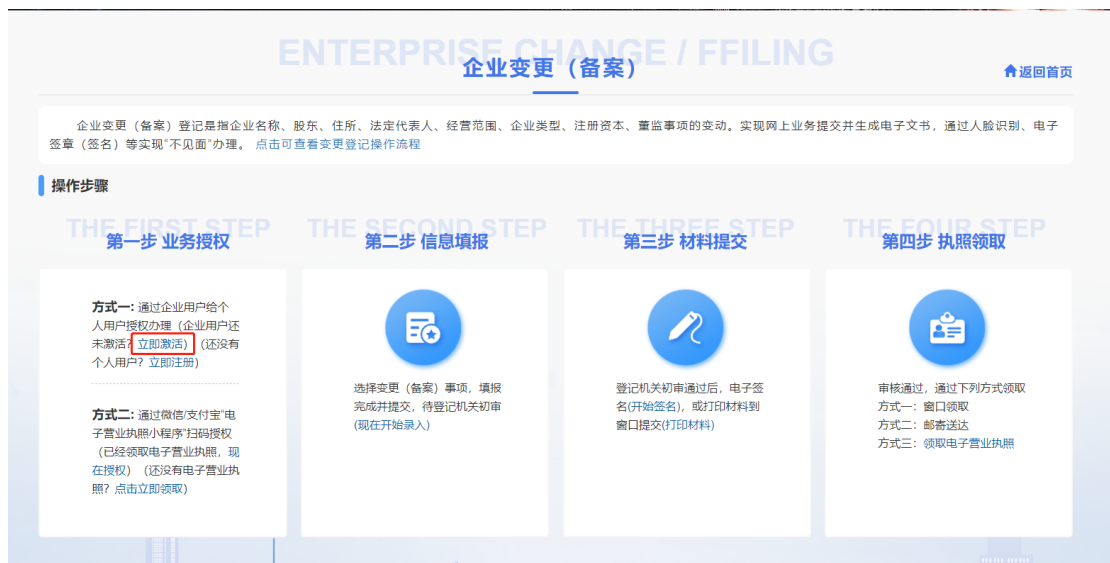 ENTERPRISE CHANGE / FFILING
企业变更（备案）
返回首页
企业变更（备案）登记是指企业名称、股东、住所、法定代表人、经营范围、企业类型、注册资本、董监事项的变动。实现网上业务提交并生成电子文书，通过人脸识别、电子
签章（签名）等实现"不见面"办理。 点击可查看变更登记操作流程
操作步骤
THE FIRST STEP
第一步 业务授权
方式一: 通过企业用户给个
人用户授权办理（企业用户还
未激活? 立即激活)（还没有
个人用户? 立即注册)
方式二: 通过微信/支付宝"电
子营业执照小程序"扫码授权
（已经领取电子营业执照, 现
在授权)（还没有电子营业执
照? 点击立即领取)
THE SECOND STEP
第二步 信息填报
选择变更（备案）事项，填报
完成并提交，待登记机关初审
(现在开始录入)
THE THREE STEP
第三步 材料提交
登记机关初审通过后，电子签
名(开始签名)，或打印材料到
窗口提交(打印材料)
THE FOUR STEP
第四步 执照领取
审核通过，通过下列方式领取
方式一：窗口领取
方式二：邮寄送达
方式三：领取电子营业执照